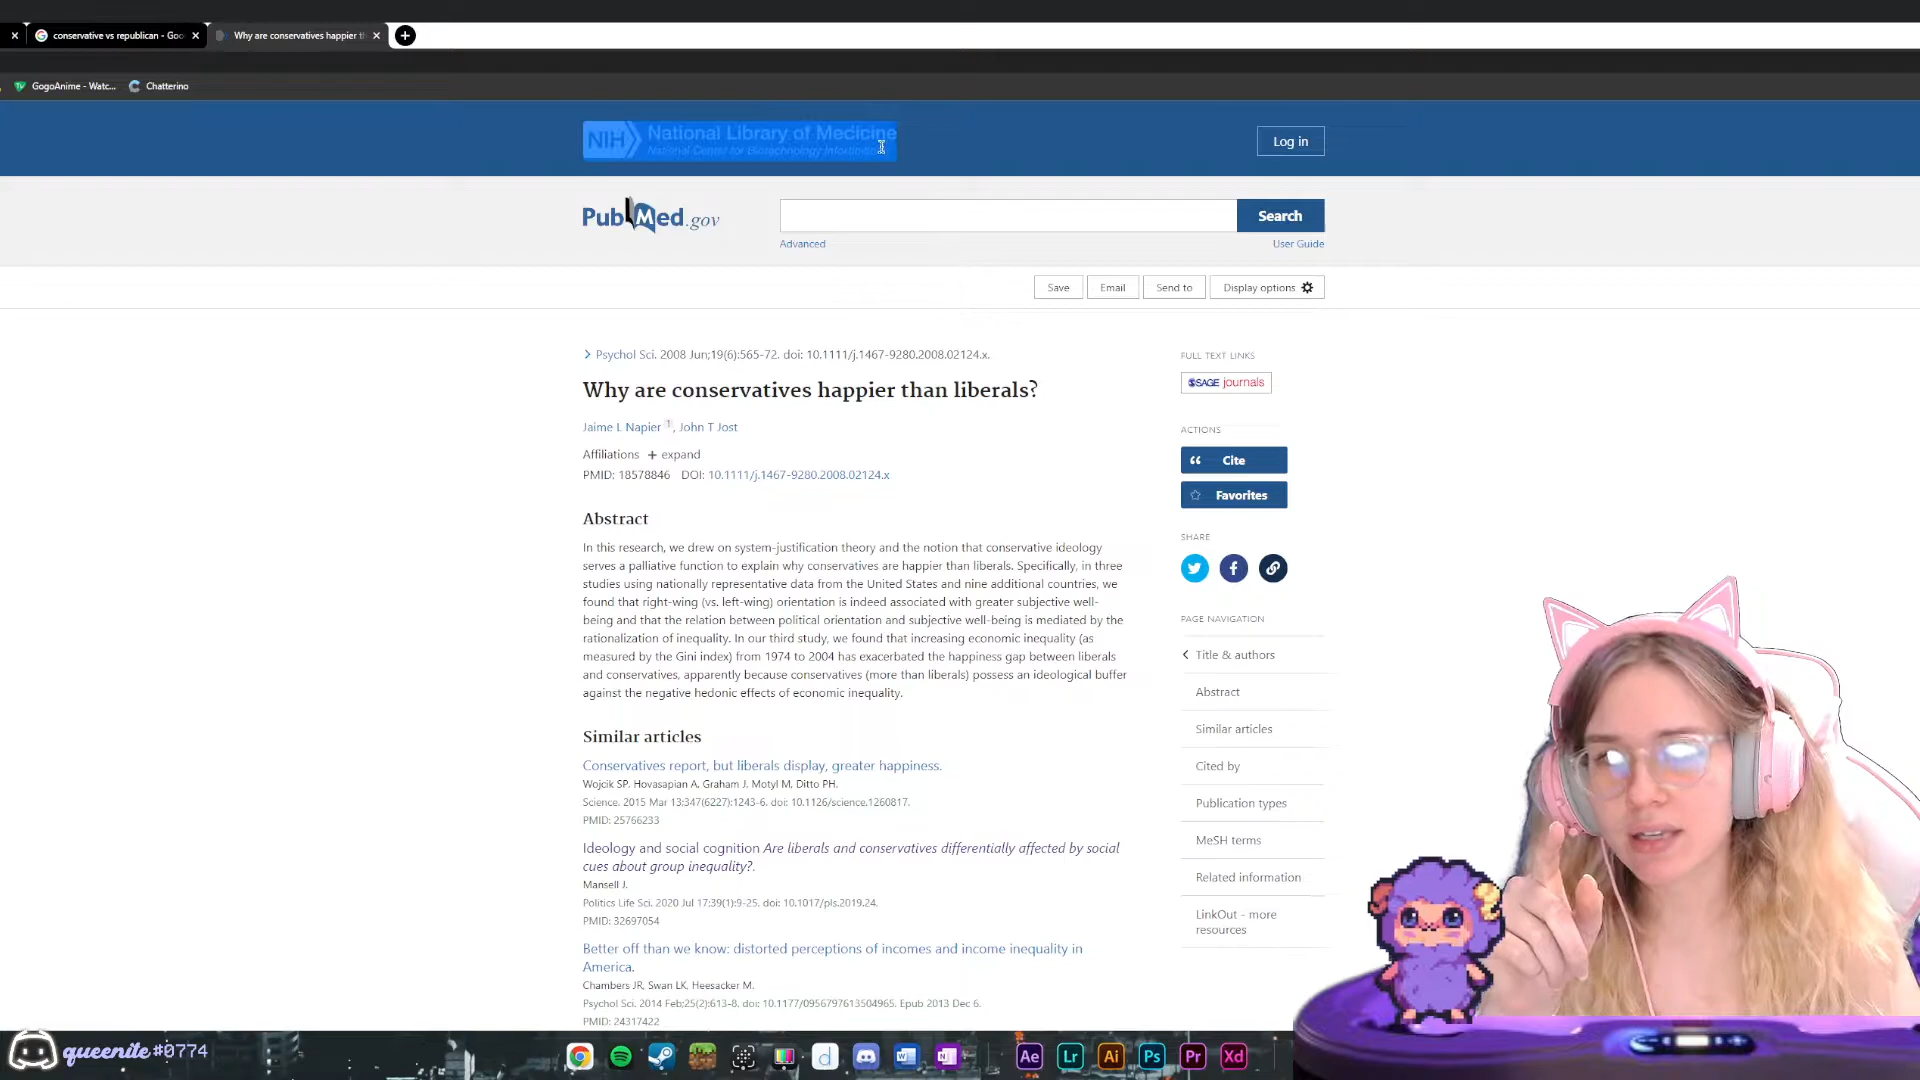 conservative vs republican - Goo
Why are conservatives happier th
GogoAnime - Watc...
Chatterino
NIH
National Library of Medicine
National Center for Biotechnology Information
Log in
PubMed.gov
Search
Advanced
User Guide
Save
Email
Send to
Display options
Psychol Sci. 2008 Jun;19(6):565-72. doi: 10.1111/j.1467-9280.2008.02124.x.
Why are conservatives happier than liberals?
Jaime L Napier 1, John T Jost
Affiliations + expand
PMID: 18578846 DOI: 10.1111/j.1467-9280.2008.02124.x
Abstract
In this research, we drew on system-justification theory and the notion that conservative ideology
serves a palliative function to explain why conservatives are happier than liberals. Specifically, in three
studies using nationally representative data from the United States and nine additional countries, we
found that right-wing (vs. left-wing) orientation is indeed associated with greater subjective well-
being and that the relation between political orientation and subjective well-being is mediated by the
rationalization of inequality. In our third study, we found that increasing economic inequality (as
measured by the Gini index) from 1974 to 2004 has exacerbated the happiness gap between liberals
and conservatives, apparently because conservatives (more than liberals) possess an ideological buffer
against the negative hedonic effects of economic inequality.
Similar articles
Conservatives report, but liberals display, greater happiness.
Wojcik SP, Hovasapian A, Graham J, Motyl M, Ditto PH.
Science. 2015 Mar 13;347(6227):1243-6. doi: 10.1126/science.1260817.
PMID: 25766233
Ideology and social cognition Are liberals and conservatives differentially affected by social
cues about group inequality?.
Mansell J.
Politics Life Sci. 2020 Jul 17;39(1):9-25. doi: 10.1017/pls.2019.24.
PMID: 32697054
Better off than we know: distorted perceptions of incomes and income inequality in
America.
Chambers JR, Swan LK, Heesacker M.
Psychol Sci. 2014 Feb;25(2):613-8. doi: 10.1177/0956797613504965. Epub 2013 Dec 6.
PMID: 24317422
FULL TEXT LINKS
SAGE journals
ACTIONS
Cite
Favorites
SHARE
PAGE NAVIGATION
Title & authors
Abstract
Similar articles
Cited by
Publication types
MeSH terms
Related information
LinkOut - more
resources
queenite #0774
d
Ae
Lr
Ai
Ps
Pr
Xd